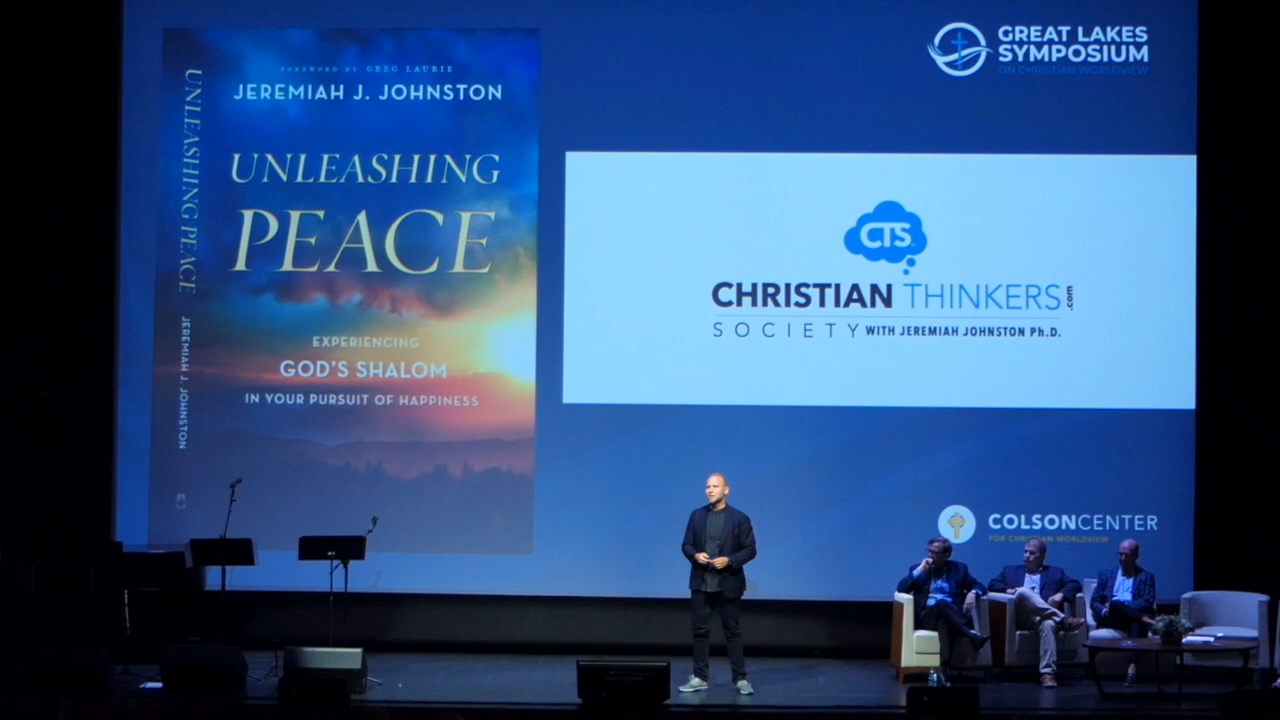 UNLEASHING PEACE
JEREMIAH J. JOHNSTON
FOREWORD BY GREG LAURIE
JEREMIAH J. JOHNSTON
UNLEASHING
PEACE
EXPERIENCING
GOD'S SHALOM
IN YOUR PURSUIT OF HAPPINESS
GREAT LAKES
SYMPOSIUM
ON CHRISTIAN WORLDVIEW
CTS
CHRISTIAN THINKERS.com
SOCIETY WITH JEREMIAH JOHNSTON Ph.D.
COLSONCENTER
FOR CHRISTIAN WORLDVIEW